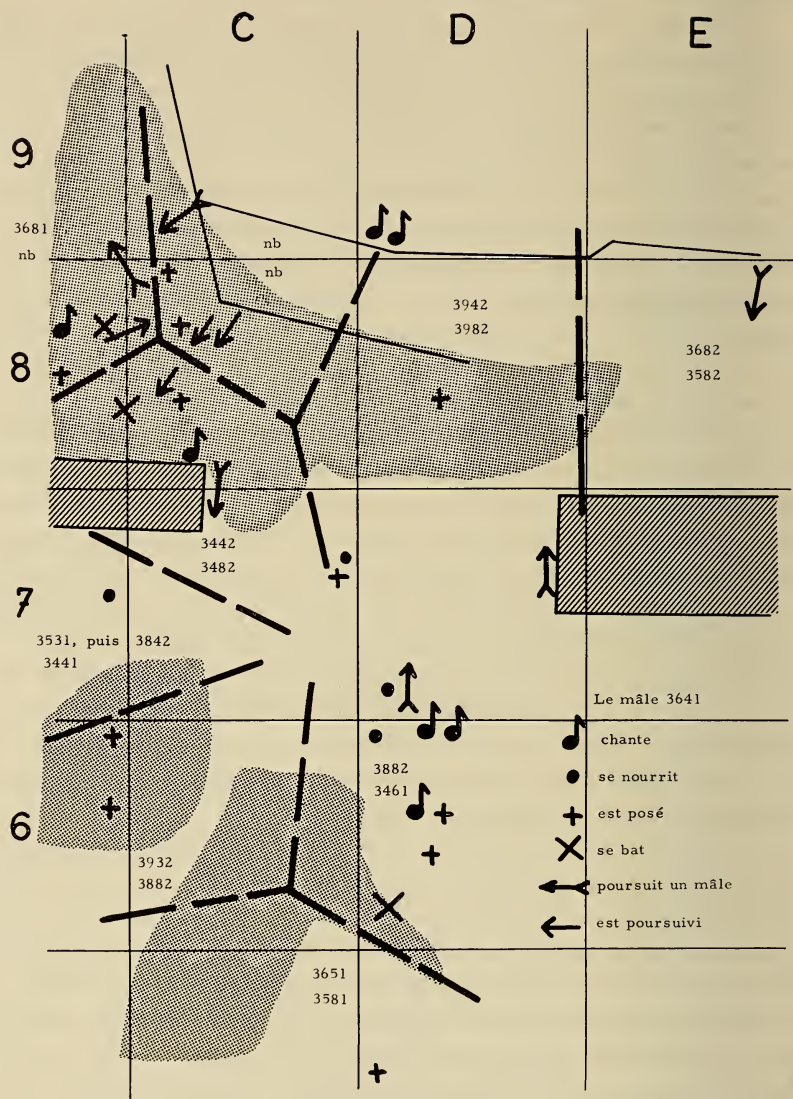 C D E
9
3681
nb
nb
nb
3942
3982
3682
3582
8
3442
3482
7
3531, puis 3842
3441
Le mâle 3641
chante
3882
se nourrit
3461
est posé
6
se bat
3932
3882
poursuit un mâle
est poursuivi
3651
3581